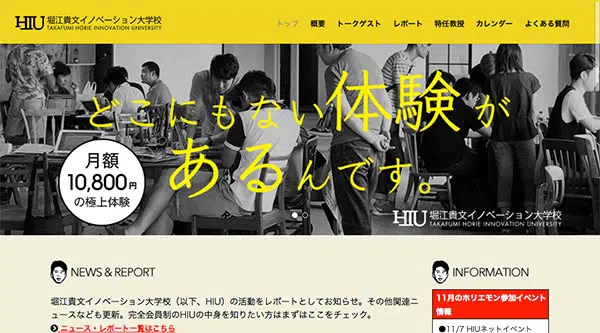 HIU 堀江貴文イノベーション大学校
TAKAFUMI HORIE INNOVATION UNIVERSITY
トップ 概要 トークゲスト レポート 特任教授 カレンダー よくある質問
どこにもない体験が
あるんです。
月額
10,800円
の極上体験
HIU 堀江貴文イノベーション大学校
TAKAFUMI HORIE INNOVATION UNIVERSITY
NEWS & REPORT
堀江貴文イノベーション大学校（以下、HIU）の活動をレポートとしてお知らせ。その他関連ニ
ュースなども更新。完全会員制のHIUの中身を知りたい方はまずはここをチェック。
ニュース・レポート一覧はこちら
INFORMATION
11月のホリエモン参加イベント
情報
●11/7 HIUネットイベント